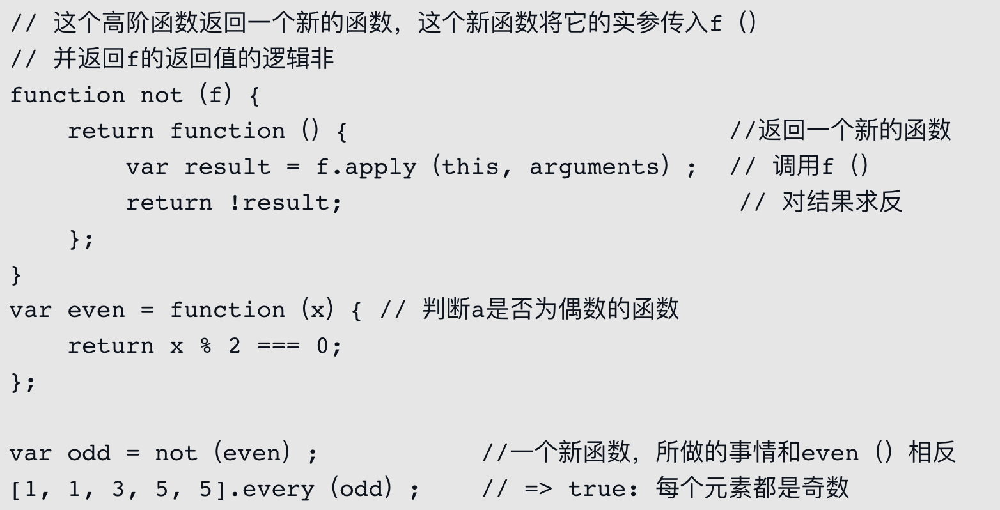 // 这个高阶函数返回一个新的函数，这个新函数将它的实参传入f（）
// 并返回f的返回值的逻辑非
function not（f）{
    return function（）{ //返回一个新的函数
        var result = f.apply（this, arguments）; // 调用f（）
        return !result; // 对结果求反
    };
}
var even = function（x）{ // 判断a是否为偶数的函数
    return x % 2 === 0;
};

var odd = not（even）; //一个新函数，所做的事情和even（）相反
[1, 1, 3, 5, 5].every（odd）; // => true：每个元素都是奇数